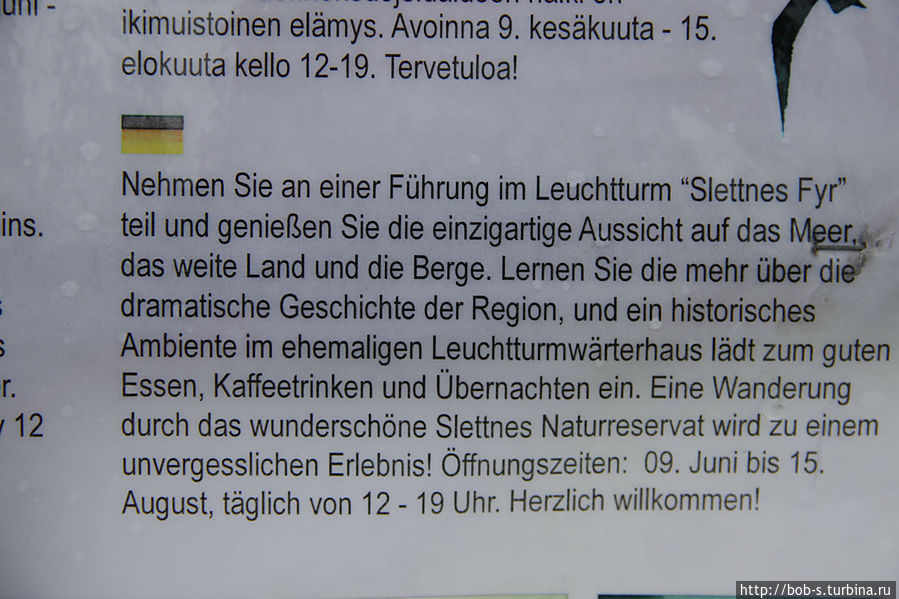 ikimuistoinen elämys. Avoinna 9. kesäkuuta - 15.
elokuuta kello 12-19. Tervetuloa!
Nehmen Sie an einer Führung im Leuchtturm “Slettnes Fyr”
teil und genießen Sie die einzigartige Aussicht auf das Meer,
das weite Land und die Berge. Lernen Sie die mehr über die
dramatische Geschichte der Region, und ein historisches
Ambiente im ehemaligen Leuchtturmwärterhaus lädt zum guten
Essen, Kaffeetrinken und Übernachten ein. Eine Wanderung
durch das wunderschöne Slettnes Naturreservat wird zu einem
unvergesslichen Erlebnis! Öffnungszeiten: 09. Juni bis 15.
August, täglich von 12 - 19 Uhr. Herzlich willkommen!
ins.
r.
12
http://bob-s.turbina.ru